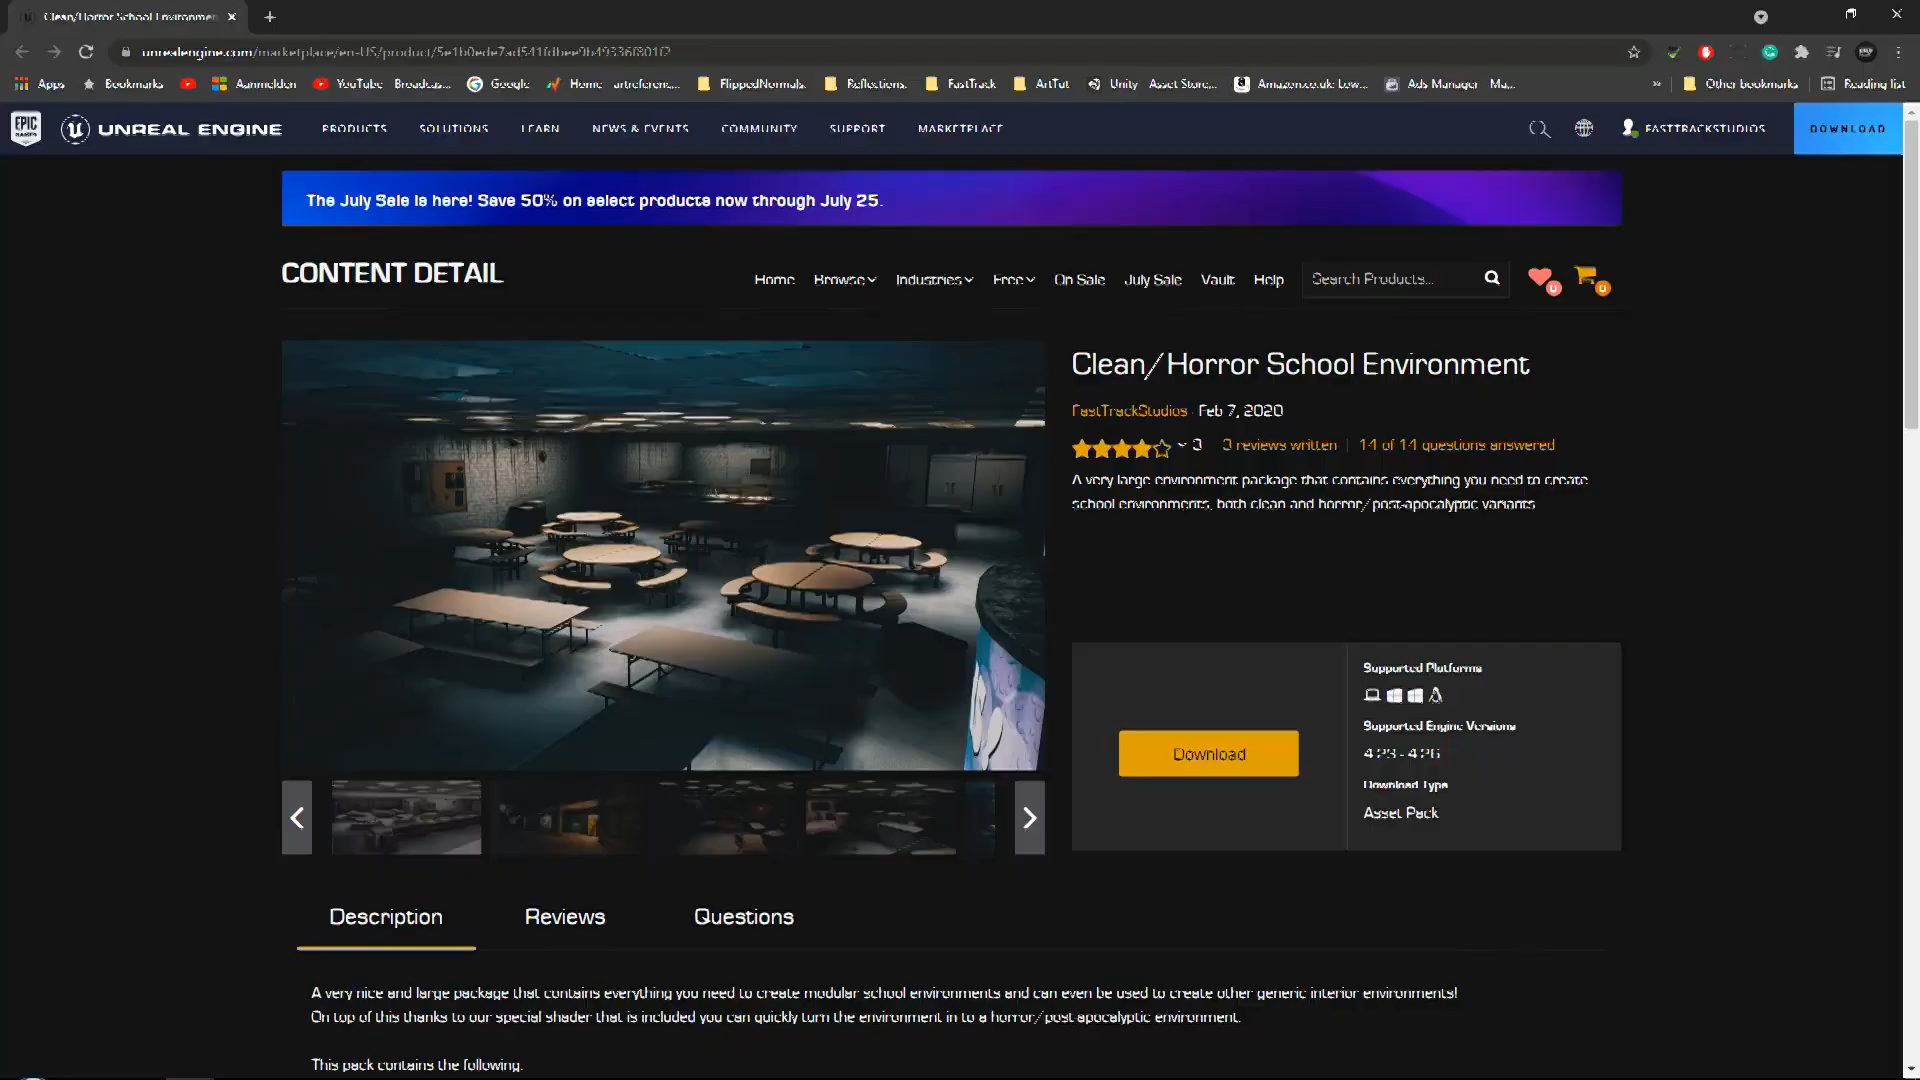 Clean/Horror School Environmen
unrealengine.com/marketplace/en-US/product/5e1b0ede7ad541fdbee9b49336f801f2
Apps Bookmarks Aanmelden YouTube Broadcas... Google Home artreferenc... FlippedNormals. Reflections. FastTrack ArtTut Unity Asset Store... Amazon.co.uk: Low... Ads Manager Ma... » Other bookmarks Reading list
EPIC GAMES UNREAL ENGINE PRODUCTS SOLUTIONS LEARN NEWS & EVENTS COMMUNITY SUPPORT MARKETPLACE FASTTRACKSTUDIOS DOWNLOAD
The July Sale is here! Save 50% on select products now through July 25.
CONTENT DETAIL
Home Browse Industries Free On Sale July Sale Vault Help Search Products... 0 0
Clean/Horror School Environment
FastTrackStudios · Feb 7, 2020
3 3 reviews written | 14 of 14 questions answered
A very large environment package that contains everything you need to create
school environments, both clean and horror/post-apocalyptic variants
Download
Supported Platforms
Supported Engine Versions
4.23 - 4.26
Download Type
Asset Pack
Description Reviews Questions
A very nice and large package that contains everything you need to create modular school environments and can even be used to create other generic interior environments!
On top of this thanks to our special shader that is included you can quickly turn the environment in to a horror/post-apocalyptic environment.
This pack contains the following.